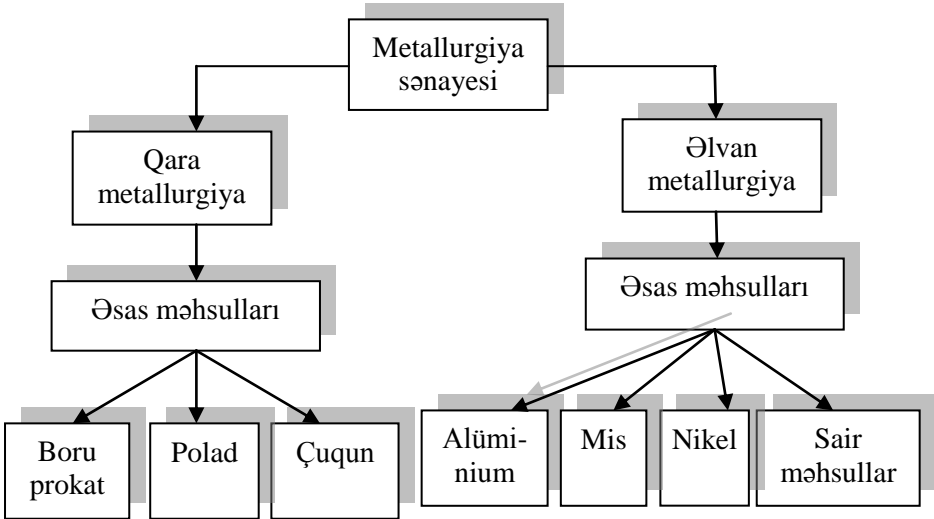 Metallurgiya
sənayesi
Qara
metallurgiya
Əlvan
metallurgiya
Əsas məhsulları
Əsas məhsulları
Boru
prokat
Polad
Çuqun
Alümi-
nium
Mis
Nikel
Sair
məhsullar